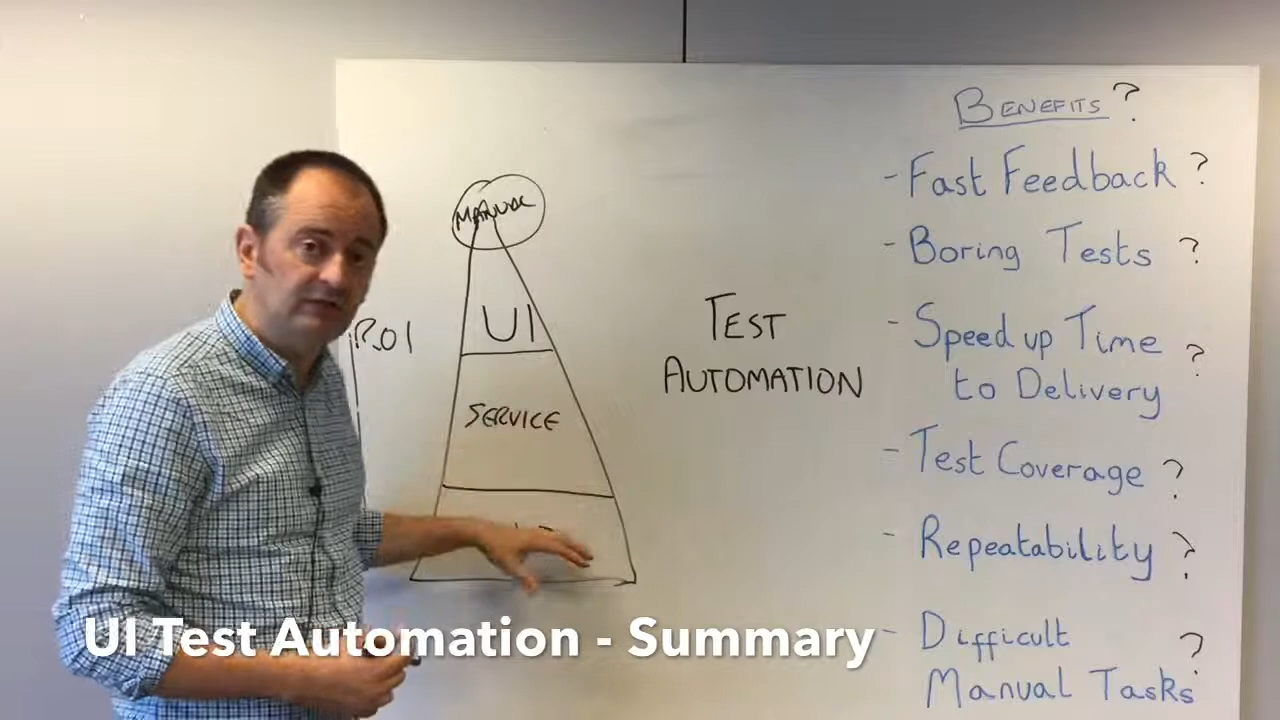 BENEFITS?
- Fast Feedback?
- Boring Tests?
- Speed up Time
to Delivery?
- Test Coverage?
- Repeatability?
- Difficult
Manual Tasks?
MANUAL
UI
SERVICE
ROI
TEST
AUTOMATION
UI Test Automation - Summary